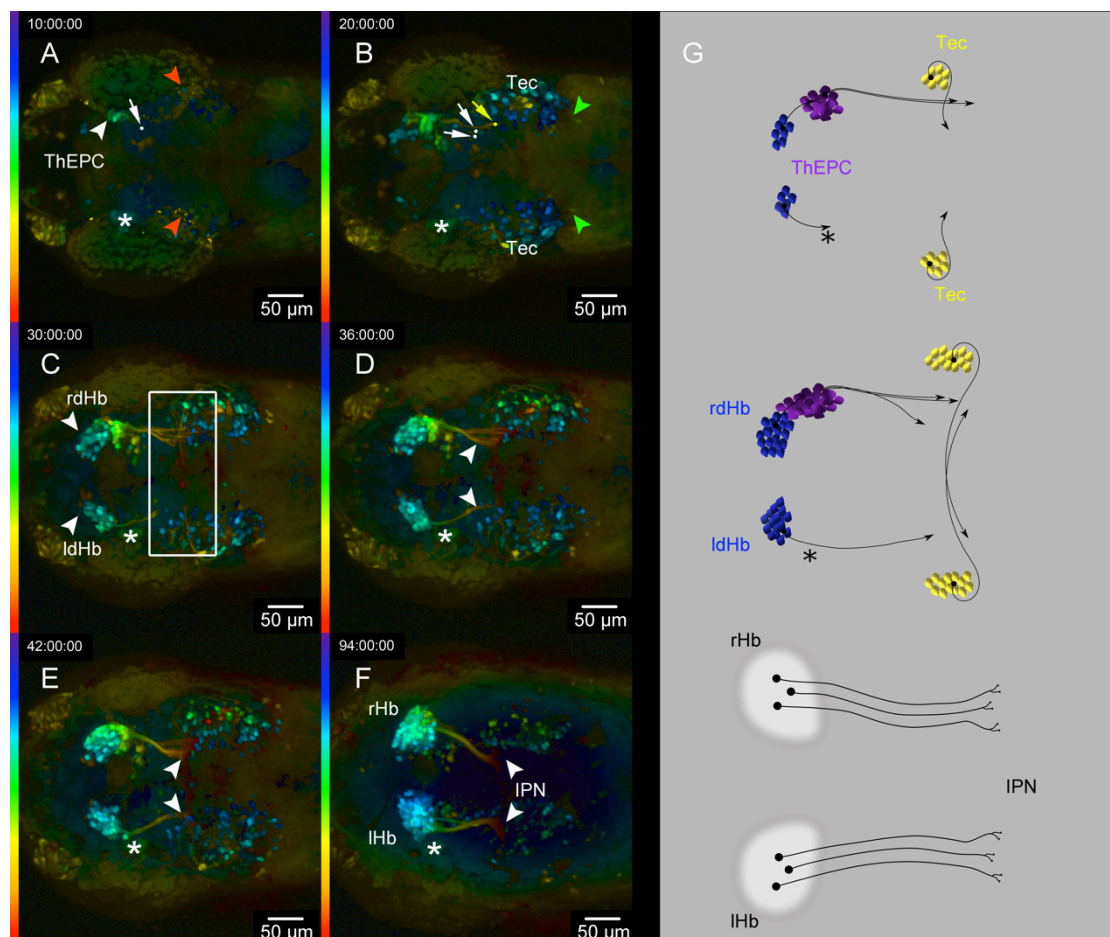 10:00:00
A
ThEPC
*
50 µm
20:00:00
B
Tec
*
Tec
50 µm
30:00:00
C
rdHb
ldHb
*
50 µm
36:00:00
D
*
50 µm
42:00:00
E
*
50 µm
94:00:00
F
rHb
IPN
lHb
*
50 µm
G
Tec
ThEPC
*
Tec
rdHb
ldHb
*
rHb
IPN
lHb